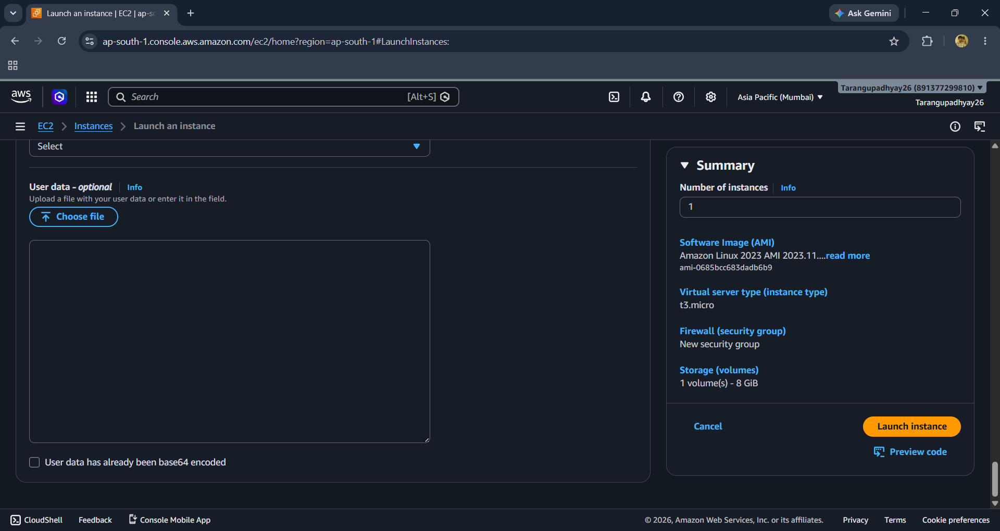 Launch an instance | EC2 | ap-so
Ask Gemini
ap-south-1.console.aws.amazon.com/ec2/home?region=ap-south-1#LaunchInstances:
aws
Search
[Alt+S]
Asia Pacific (Mumbai)
Tarangupadhyay26 (891377299810)
Tarangupadhyay26
EC2
Instances
Launch an instance
Select
User data - optional
Info
Upload a file with your user data or enter it in the field.
Choose file
User data has already been base64 encoded
Summary
Number of instances
Info
1
Software Image (AMI)
Amazon Linux 2023 AMI 2023.11....read more
ami-0685bcc683dadb6b9
Virtual server type (instance type)
t3.micro
Firewall (security group)
New security group
Storage (volumes)
1 volume(s) - 8 GiB
Cancel
Launch instance
Preview code
CloudShell
Feedback
Console Mobile App
© 2026, Amazon Web Services, Inc. or its affiliates.
Privacy
Terms
Cookie preferences